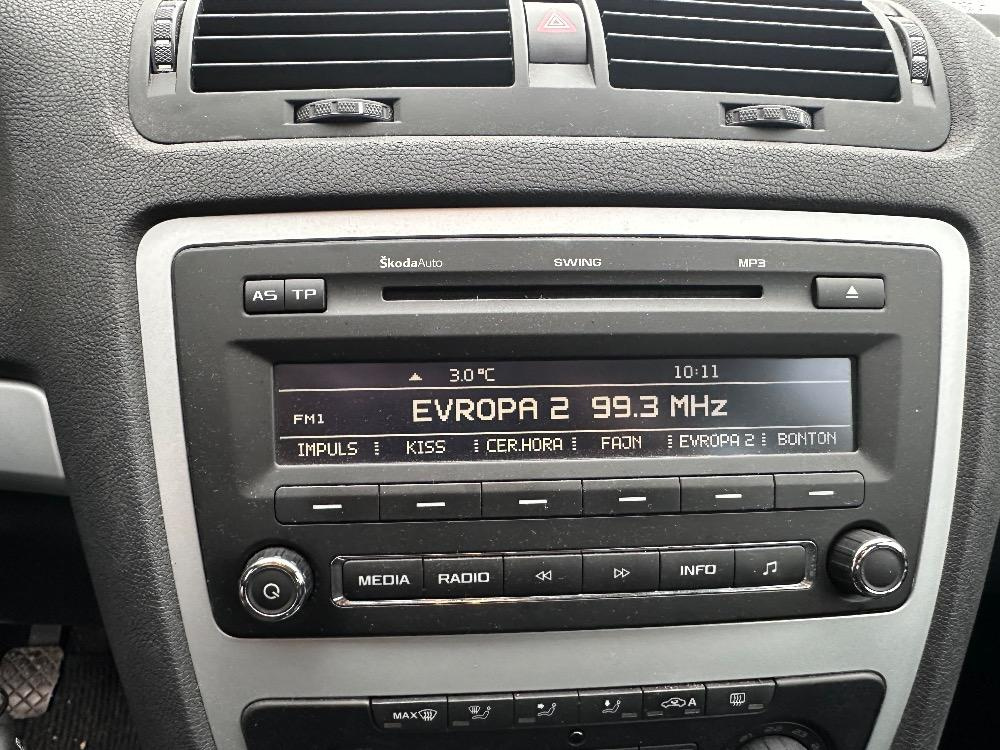 ŠkodaAuto SWING MP3
AS TP
3.0 °C 10:11
FM1 EVROPA 2 99.3 MHz
IMPULS KISS CER.HORA FAJN EVROPA 2 BONTON
MEDIA RADIO INFO
MAX A